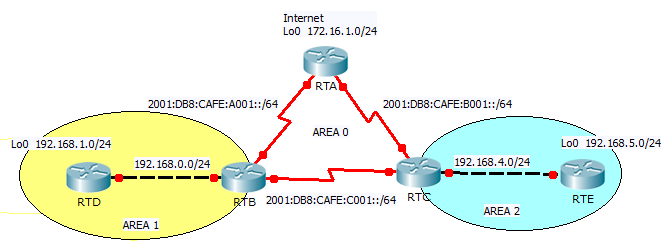 Internet
Lo0 172.16.1.0/24
RTA
2001:DB8:CAFE:A001::/64
2001:DB8:CAFE:B001::/64
AREA 0
Lo0 192.168.1.0/24
192.168.0.0/24
RTD
RTB
AREA 1
2001:DB8:CAFE:C001::/64
Lo0 192.168.5.0/24
192.168.4.0/24
RTC
RTE
AREA 2